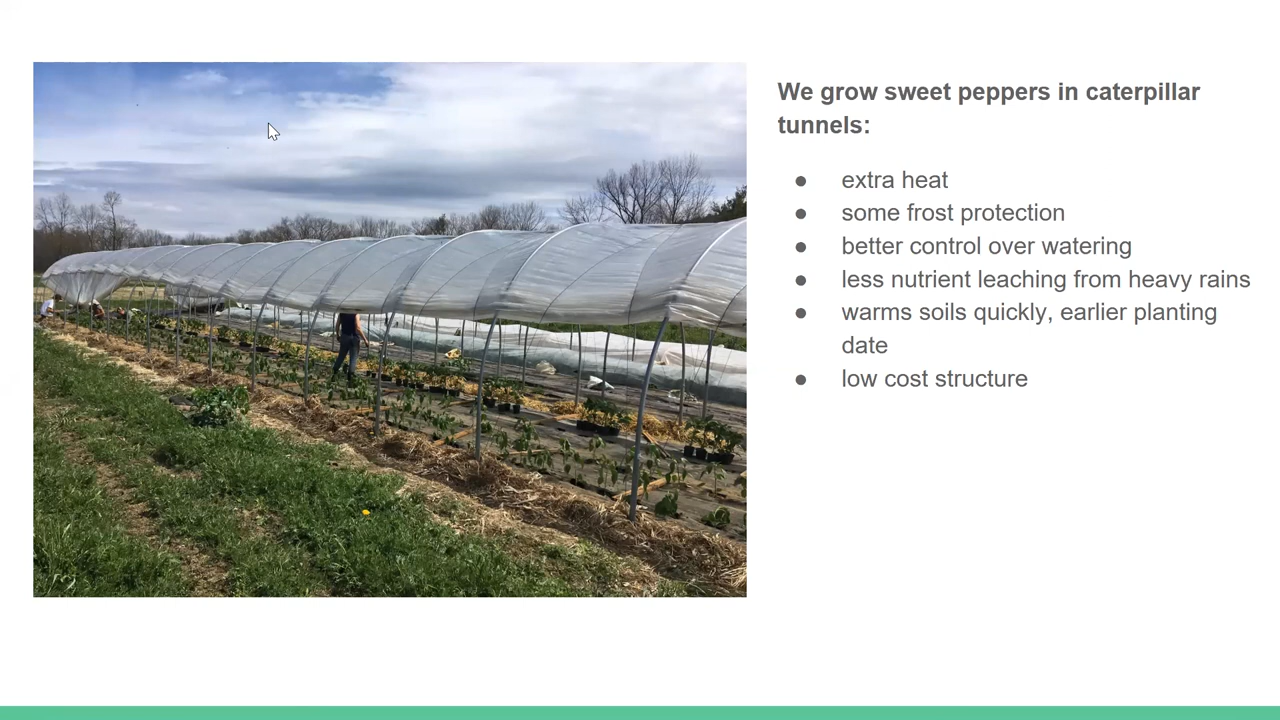 We grow sweet peppers in caterpillar
tunnels:
● extra heat
● some frost protection
● better control over watering
● less nutrient leaching from heavy rains
● warms soils quickly, earlier planting
date
● low cost structure